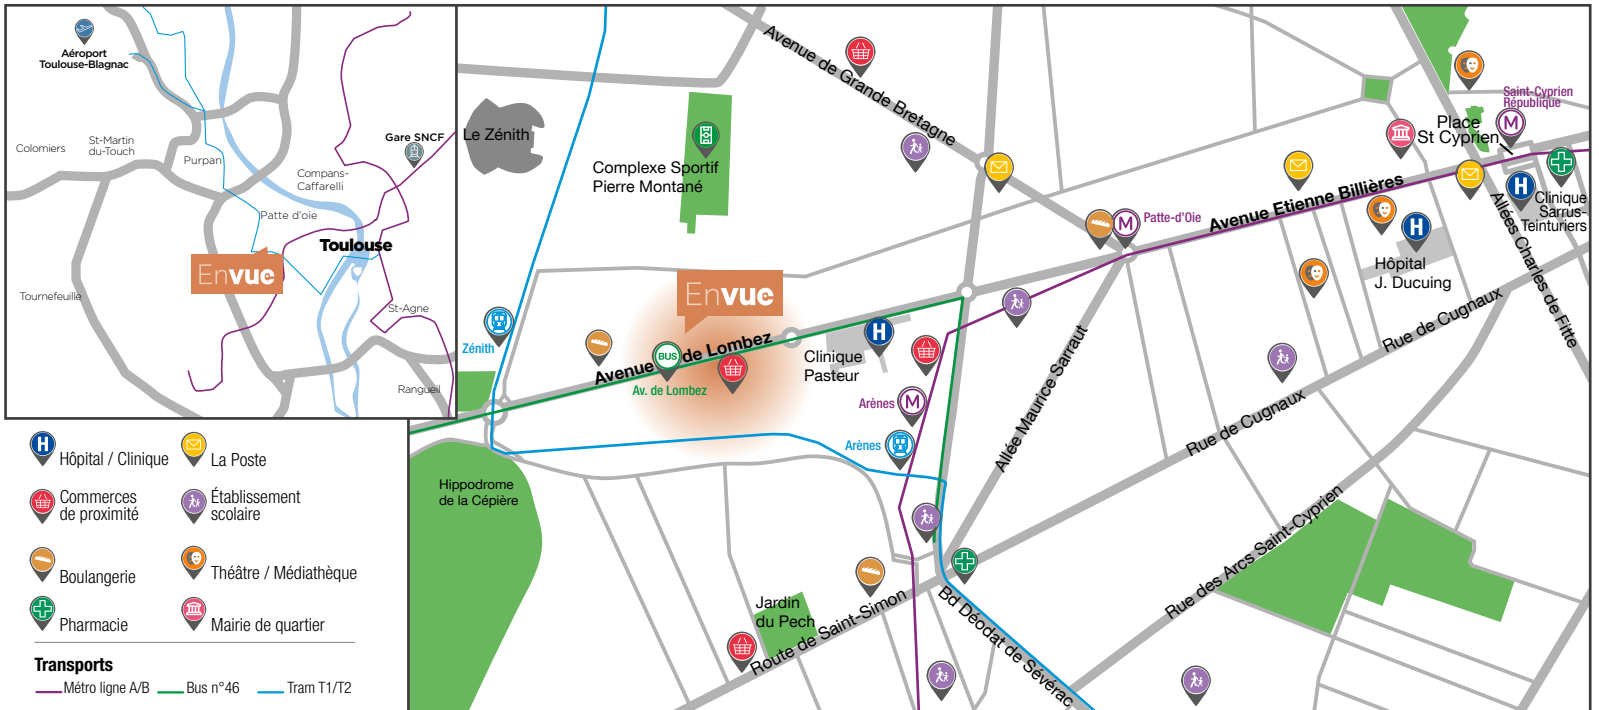 Aéroport
Toulouse-Blagnac
Colomiers
St-Martin
du-Touch
Purpan
Gare SNCF
Compans-
Caffarelli
Patte d'oie
Toulouse
Envue
Tournefeuille
St-Agne
Rangueil
Avenue de Grande Bretagne
Le Zénith
Complexe Sportif
Pierre Montané
Saint-Cyprien
République
M
Place
St Cyprien
H
Clinique
Sarrus-
Teinturiers
M
Patte-d'Oie
Avenue Etienne Billières
H
Hôpital
J. Ducuing
Allées Charles de Fitte
Rue de Cugnaux
Envue
Zénith
BUS
Avenue de Lombez
Av. de Lombez
H
Clinique
Pasteur
Arènes
M
Arènes
Allée Maurice Sarraut
Rue de Cugnaux
Rue des Arcs Saint-Cyprien
Hippodrome
de la Cépière
Jardin
du Pech
Route de Saint-Simon
Bd Déodat de Sévérac
H
Hôpital / Clinique
La Poste
Commerces
de proximité
Établissement
scolaire
Boulangerie
Théâtre / Médiathèque
Pharmacie
Mairie de quartier
Transports
Métro ligne A/B
Bus n°46
Tram T1/T2